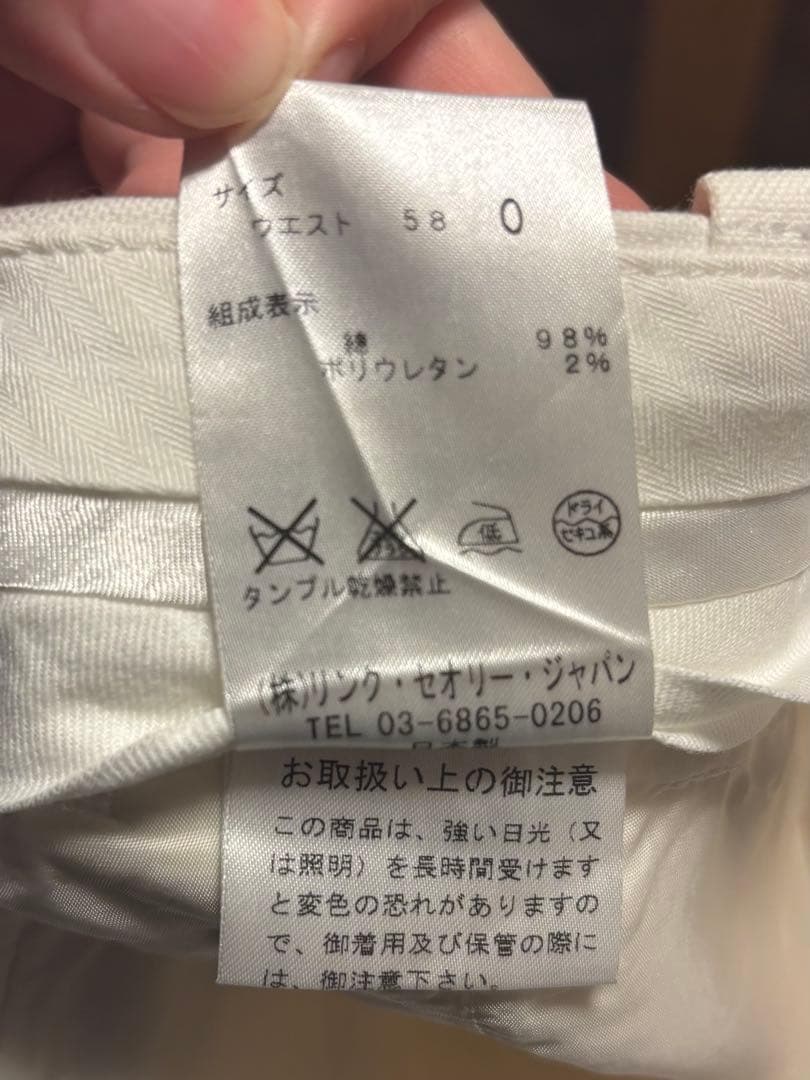 サイズ
ウエスト 58 0
組成表示
綿 98%
ポリウレタン 2%
低
ドライ
セキユ系
タンブル乾燥禁止
(株)リンク・セオリー・ジャパン
TEL 03-6865-0206
日本製
お取扱い上の御注意
この商品は、強い日光（又
は照明）を長時間受けます
と変色の恐れがありますの
で、御着用及び保管の際に
は、御注意下さい。